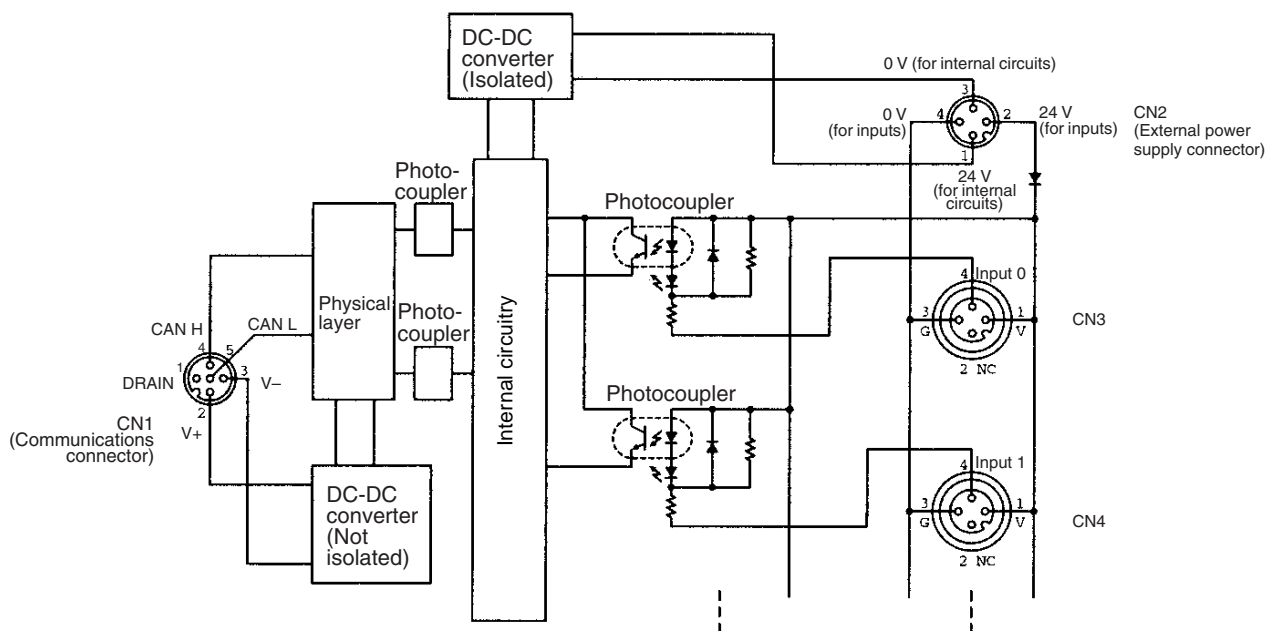 DC-DC
converter
(Isolated)
0 V (for internal circuits)
3
0 V
(for inputs)
4
2
24 V
(for inputs)
CN2
(External power
supply connector)
1
24 V
(for internal
circuits)
Photo-
coupler
Photocoupler
Physical
layer
Photo-
coupler
Internal circuitry
4
Input 0
3
G
1
V
CN3
2 NC
CAN H
CAN L
4
5
1
DRAIN
3
V–
2
V+
CN1
(Communications
connector)
Photocoupler
4
Input 1
3
G
1
V
CN4
2 NC
DC-DC
converter
(Not
isolated)